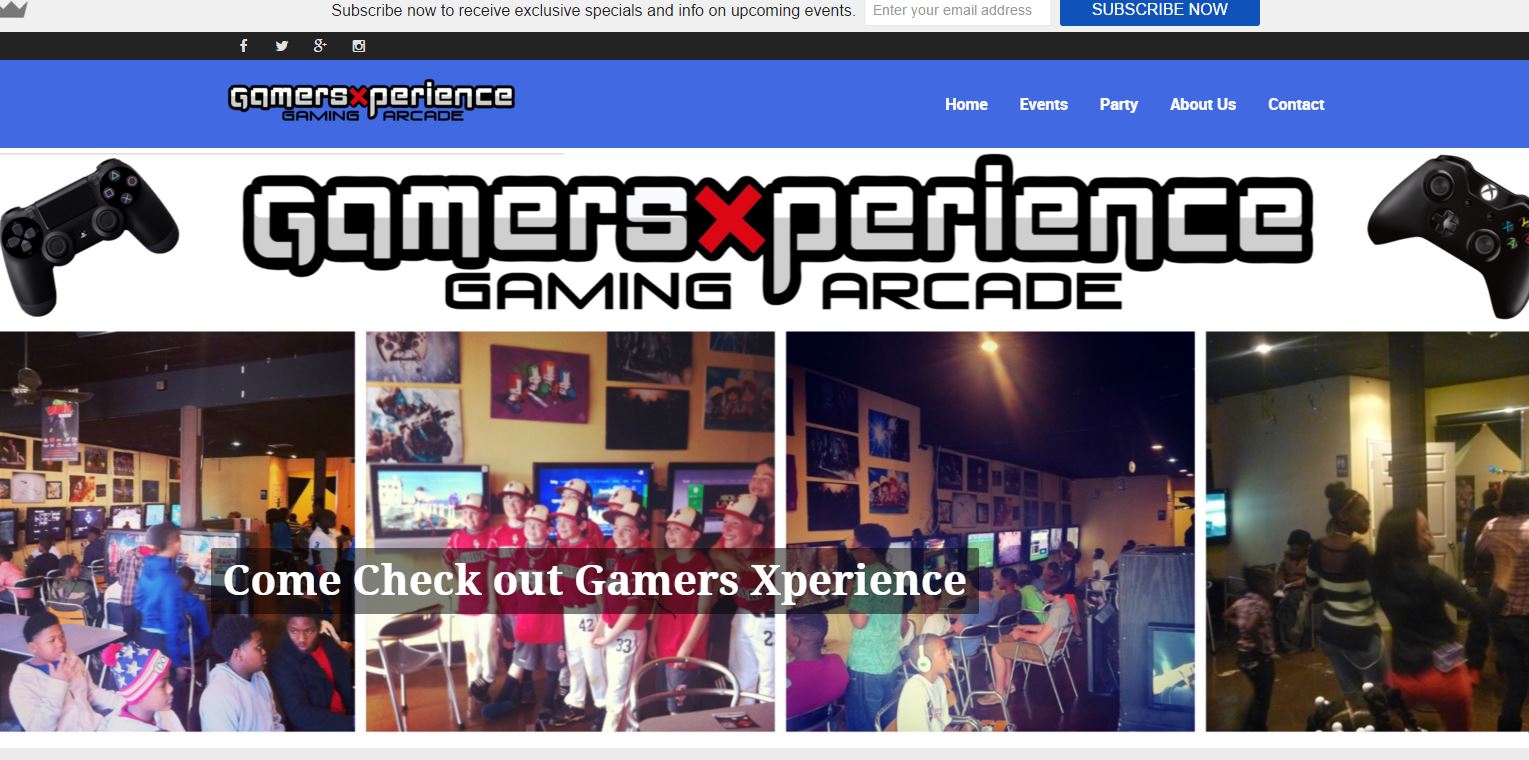 Subscribe now to receive exclusive specials and info on upcoming events. Enter your email address SUBSCRIBE NOW
gamersXperience
GAMING ARCADE
Home Events Party About Us Contact
gamersXperience
GAMING ARCADE
Come Check out Gamers Xperience
42
33
2